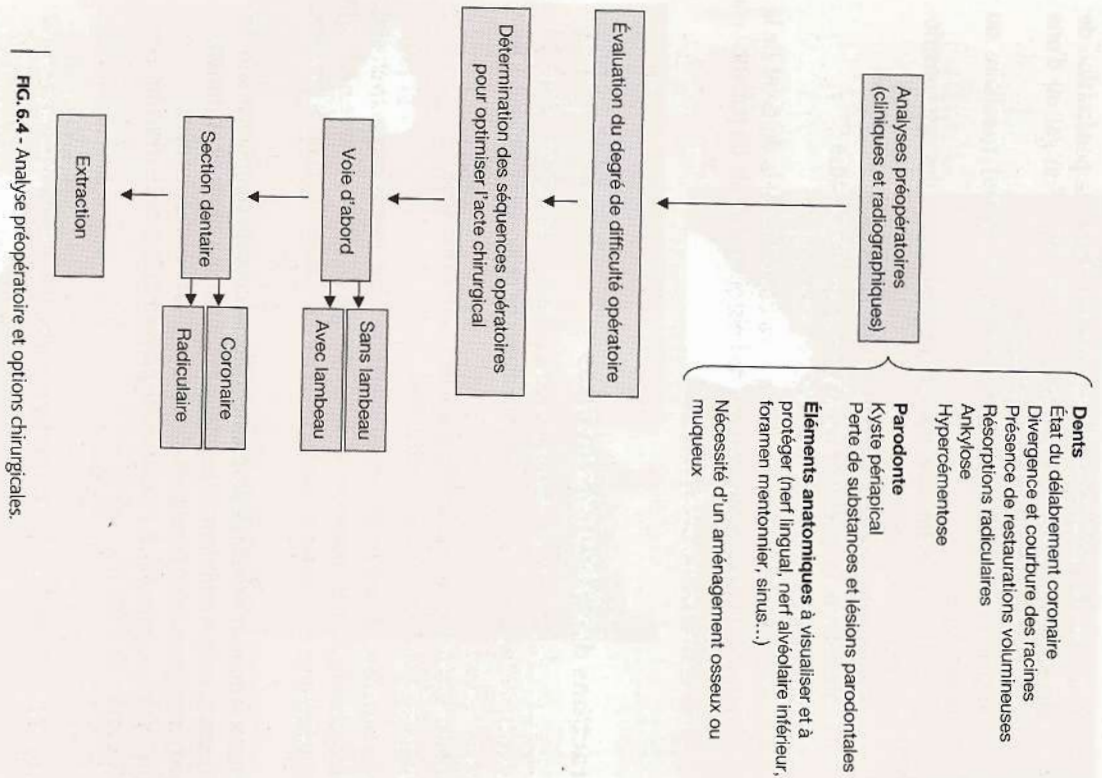 Analyses préopératoires
(cliniques et radiographiques)
Dents
État du délabrement coronaire
Divergence et courbure des racines
Présence de restaurations volumineuses
Résorptions radiculaires
Ankylose
Hypercémentose
Parodonte
Kyste périapical
Perte de substances et lésions parodontales
Éléments anatomiques à visualiser et à
protéger (nerf lingual, nerf alvéolaire inférieur,
foramen mentonnier, sinus...)
Nécessité d'un aménagement osseux ou
muqueux
Évaluation du degré de difficulté opératoire
Détermination des séquences opératoires
pour optimiser l'acte chirurgical
Voie d'abord
Sans lambeau
Avec lambeau
Section dentaire
Coronaire
Radiculaire
Extraction
FIG. 6.4 - Analyse préopératoire et options chirurgicales.